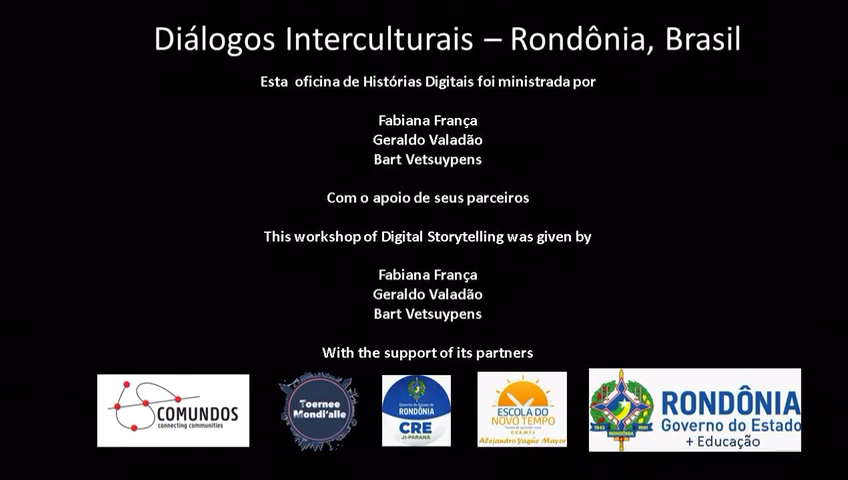 Diálogos Interculturais – Rondônia, Brasil
Esta oficina de Histórias Digitais foi ministrada por
Fabiana França
Geraldo Valadão
Bart Vetsuypens
Com o apoio de seus parceiros
This workshop of Digital Storytelling was given by
Fabiana França
Geraldo Valadão
Bart Vetsuypens
With the support of its partners
COMUNDOS
connecting communities
Toernee
Mondi'alle
RONDÔNIA
CRE
JI-PARANÁ
ESCOLA DO
NOVO TEMPO
Alejandro Yagüe Mayor
RONDÔNIA
Governo do Estado
+ Educação